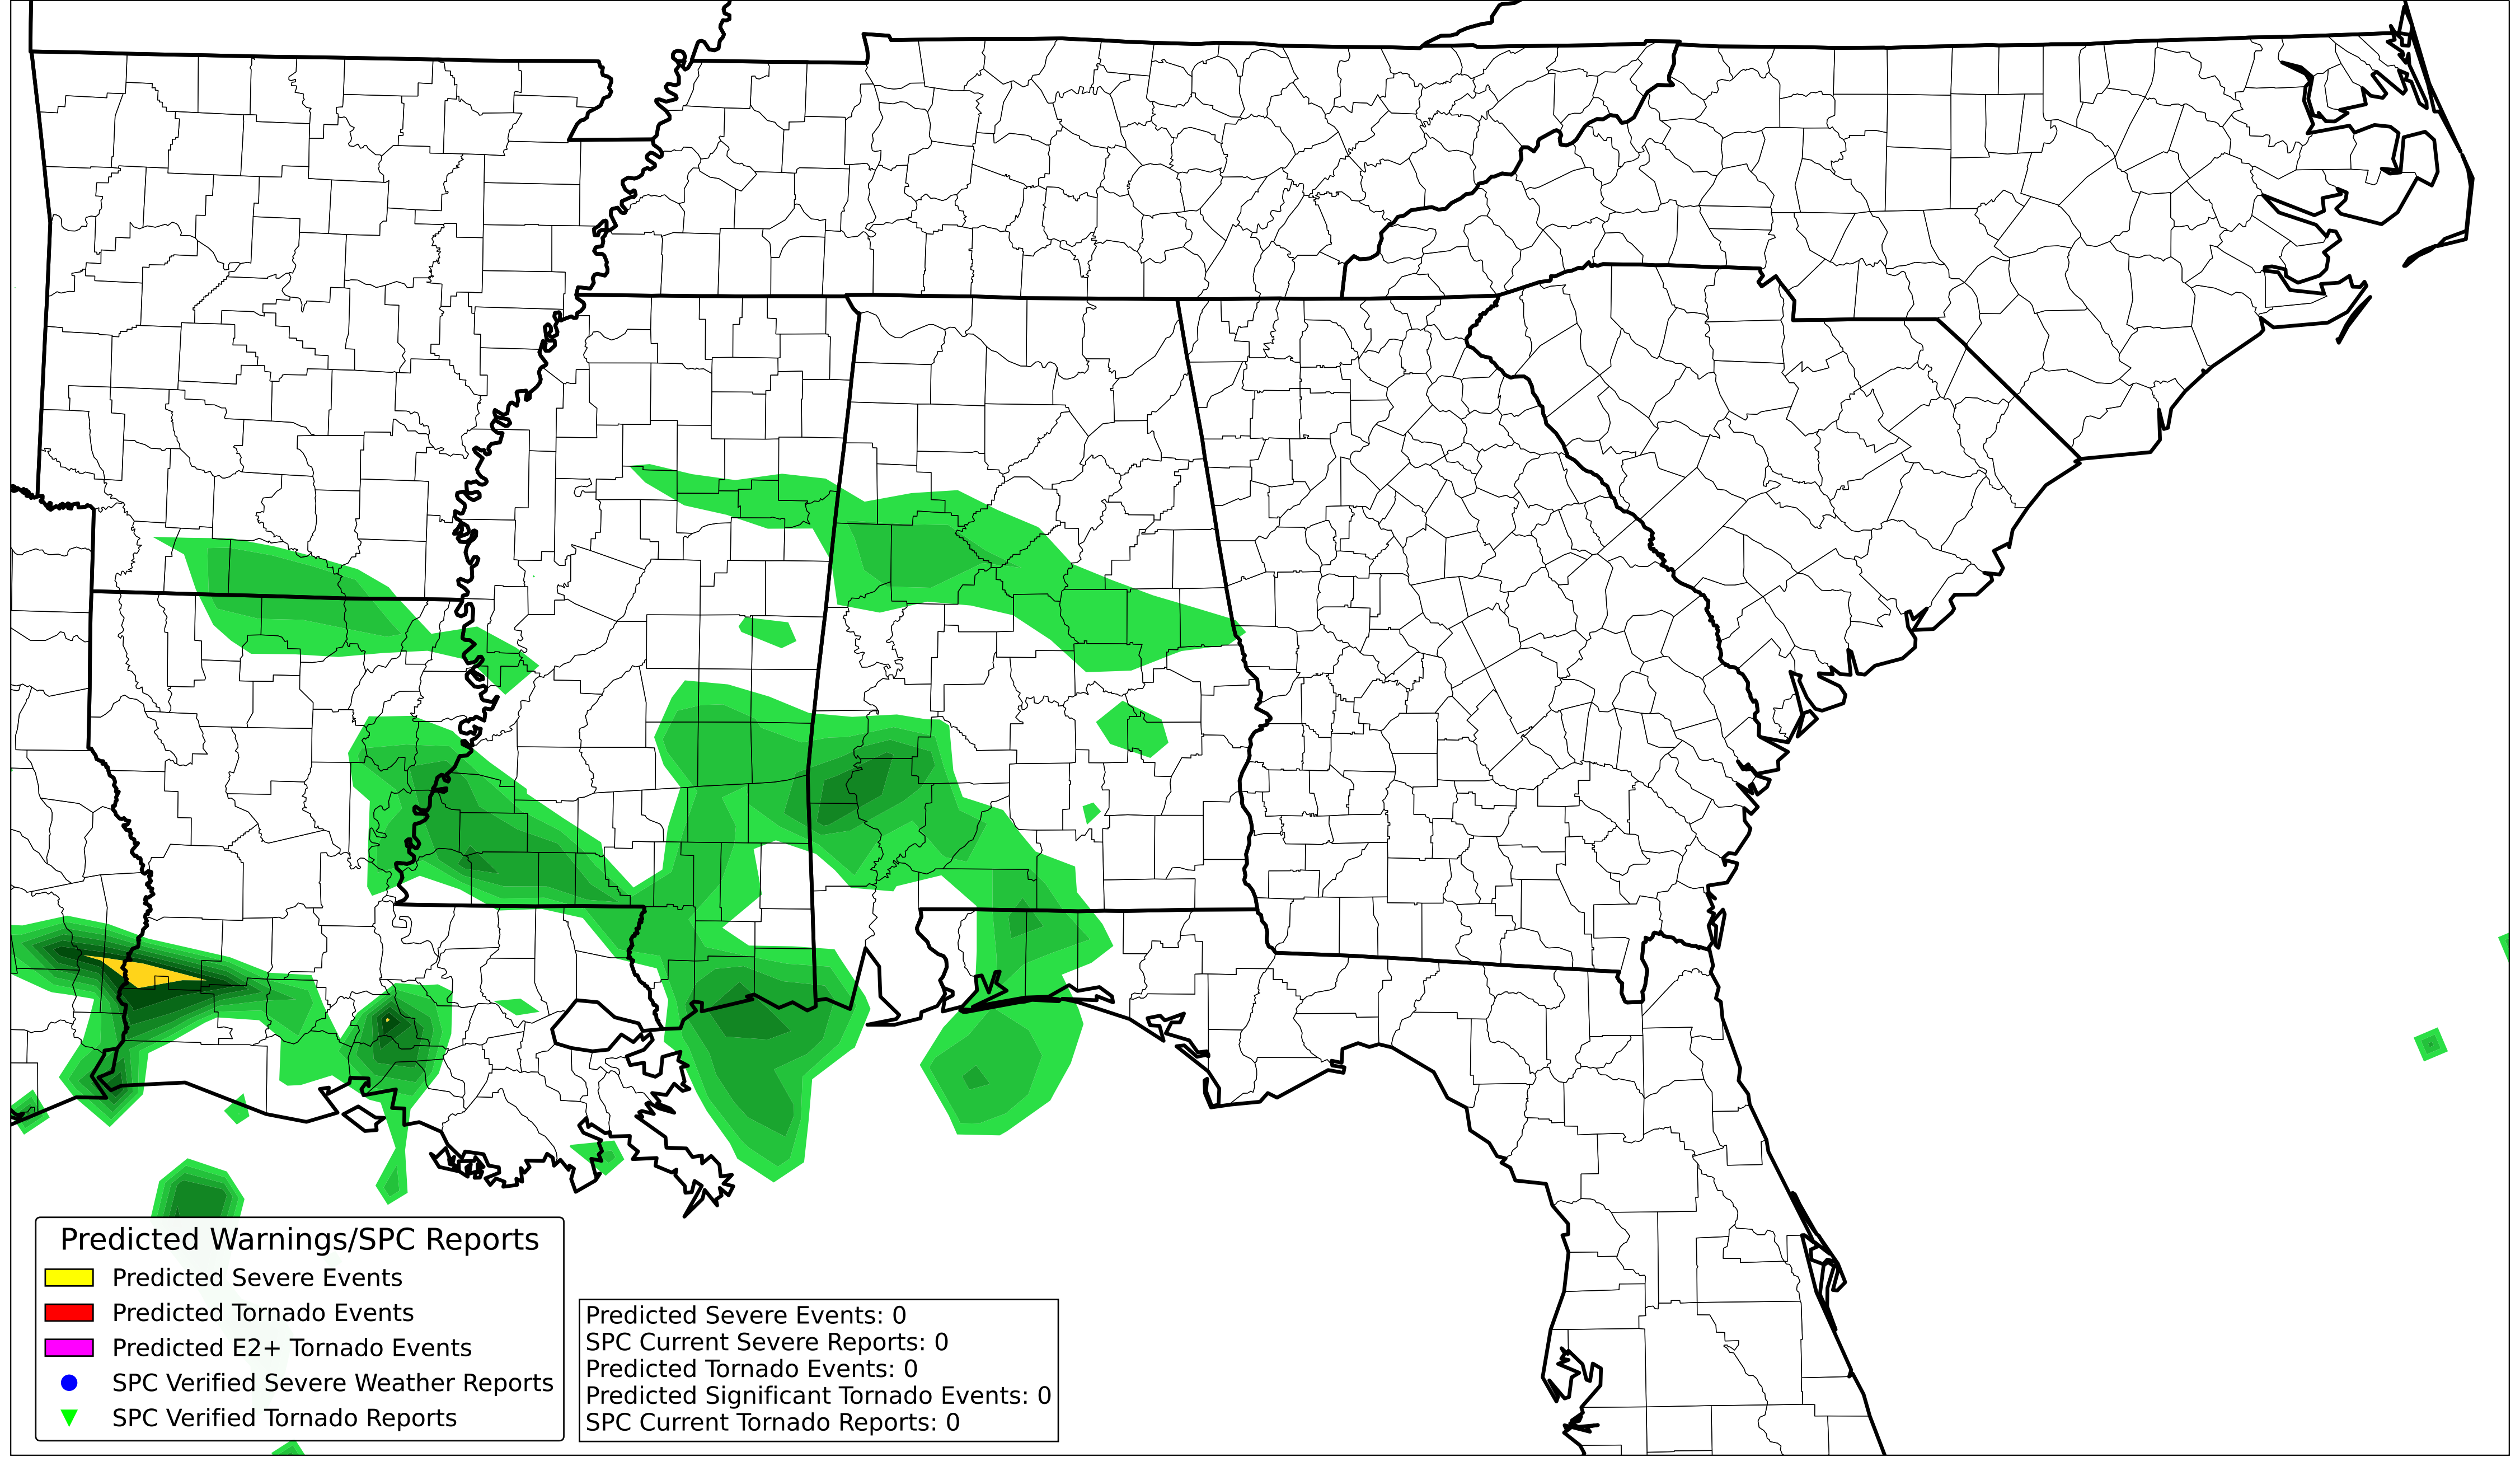 Predicted Warnings/SPC Reports
Predicted Severe Events
Predicted Tornado Events
Predicted E2+ Tornado Events
SPC Verified Severe Weather Reports
SPC Verified Tornado Reports
Predicted Severe Events: 0
SPC Current Severe Reports: 0
Predicted Tornado Events: 0
Predicted Significant Tornado Events: 0
SPC Current Tornado Reports: 0